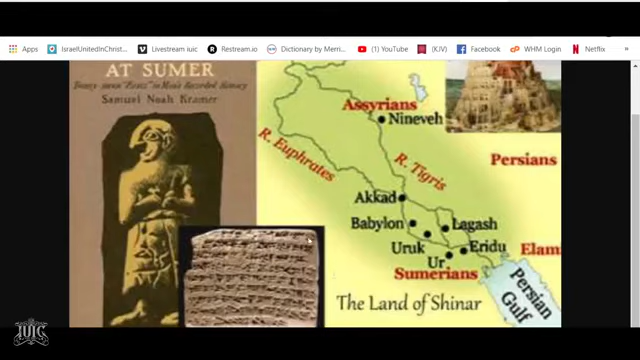 Apps
IsraelUnitedInChrist...
Livestream iuic
Restream.io
Dictionary by Merri...
(1) YouTube
(KJV)
Facebook
WHM Login
Netflix
»
AT SUMER
Samuel Noah Kramer
Assyrians
Nineveh
R. Euphrates
R. Tigris
Persians
Akkad
Babylon
Lagash
Uruk
Eridu
Elam
Ur
Sumerians
The Land of Shinar
Persian
Gulf
IUIC